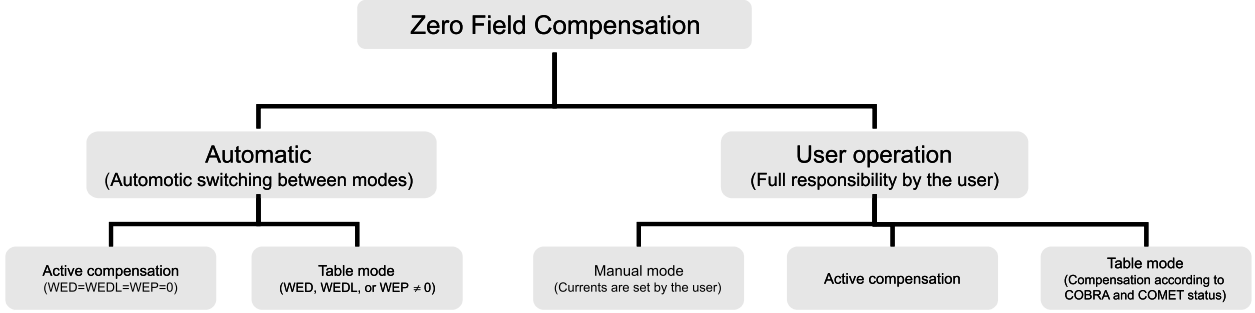 Zero Field Compensation
Automatic
(Automotic switching between modes)
User operation
(Full responsibility by the user)
Active compensation
(WED=WEDL=WEP=0)
Table mode
(WED, WEDL, or WEP ≠ 0)
Manual mode
(Currents are set by the user)
Active compensation
Table mode
(Compensation according to
COBRA and COMET status)